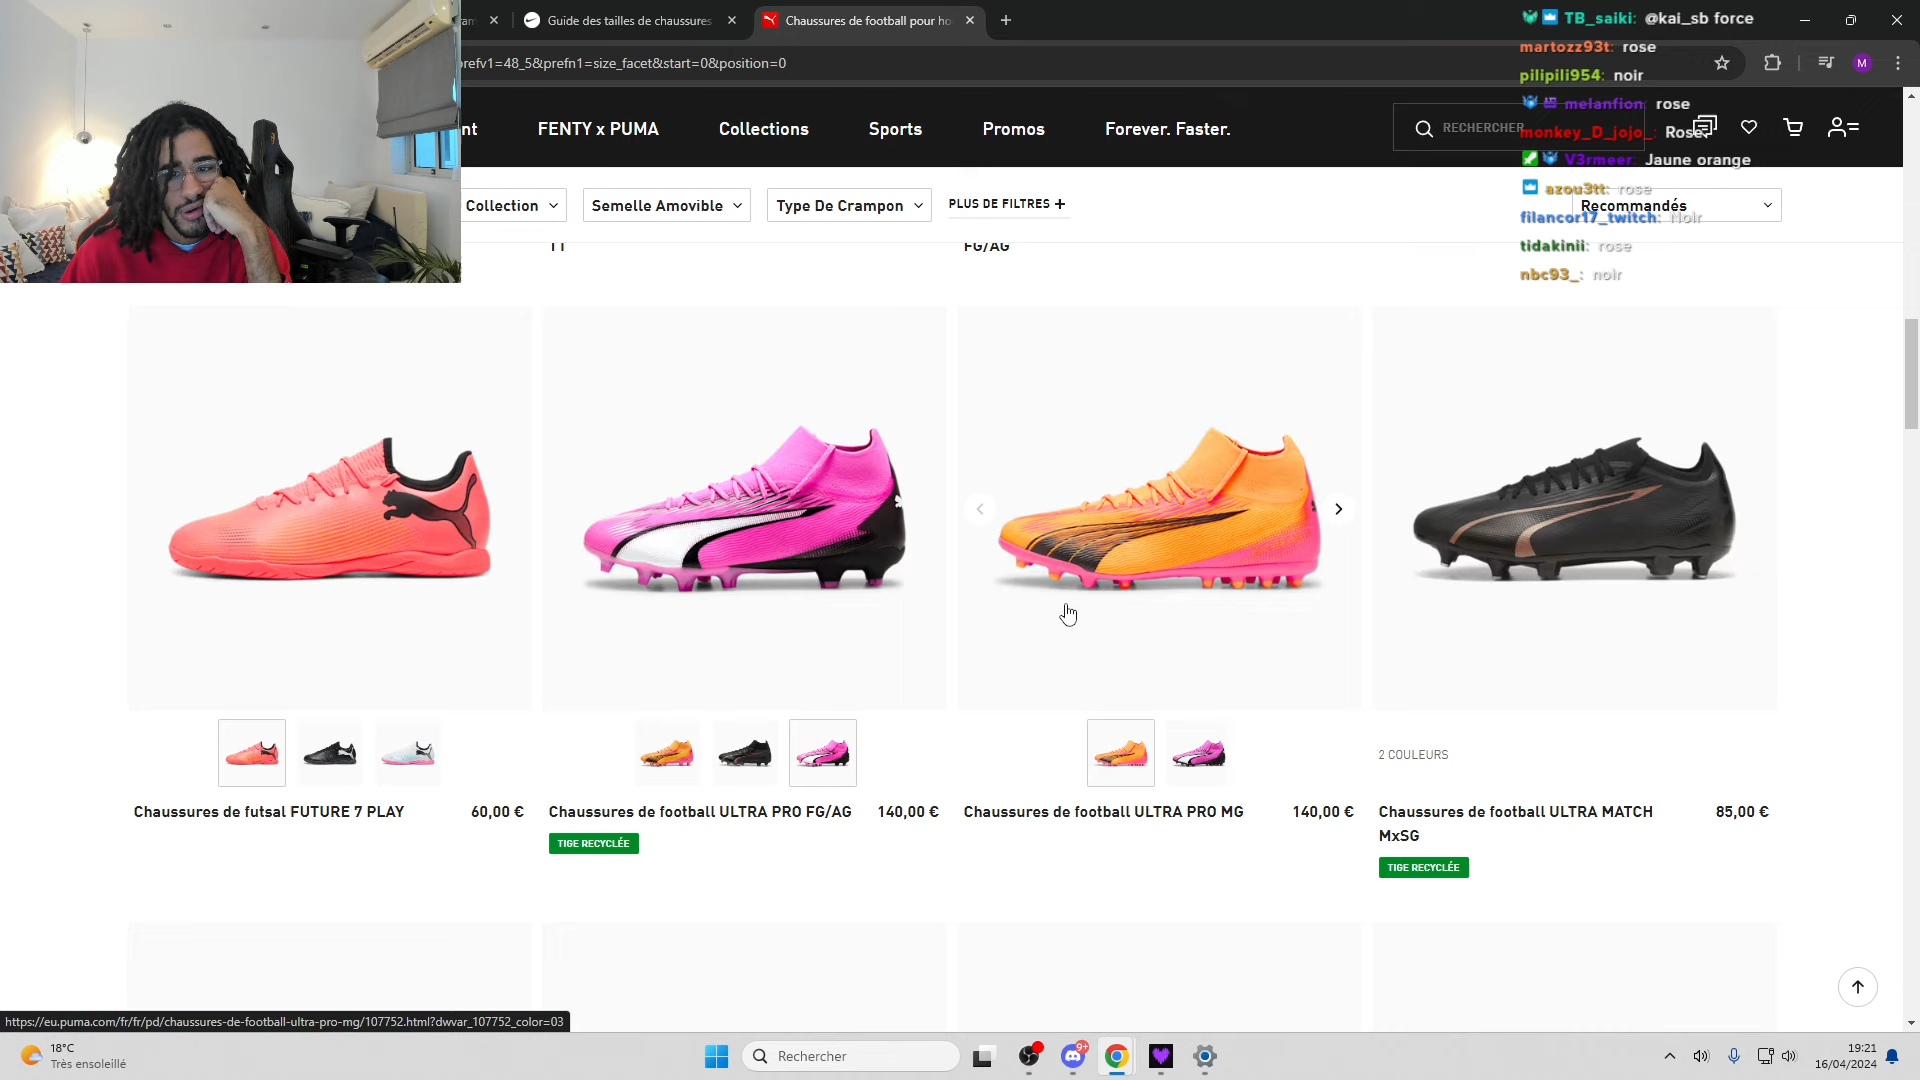 ram
Guide des tailles de chaussures
Chaussures de football pour ho
refv1=48_5&prefn1=size_facet&start=0&position=0
M
TB_saiki: @kai_sb force
martozz93t: rose
pilipili954: noir
melanfion: rose
monkey_D_jojo_: Rose
V3rmeer: Jaune orange
azou3tt: rose
filancor17_twitch: Noir
tidakinii: rose
nbc93_: noir
nt
FENTY x PUMA
Collections
Sports
Promos
Forever. Faster.
RECHERCHER
Collection
Semelle Amovible
Type De Crampon
PLUS DE FILTRES +
Recommandés
TT
FG/AG
2 COULEURS
Chaussures de futsal FUTURE 7 PLAY 60,00 €
Chaussures de football ULTRA PRO FG/AG 140,00 €
TIGE RECYCLÉE
Chaussures de football ULTRA PRO MG 140,00 €
Chaussures de football ULTRA MATCH 85,00 €
MxSG
TIGE RECYCLÉE
https://eu.puma.com/fr/fr/pd/chaussures-de-football-ultra-pro-mg/107752.html?dwvar_107752_color=03
18°C
Très ensoleillé
Rechercher
9+
19:21
16/04/2024